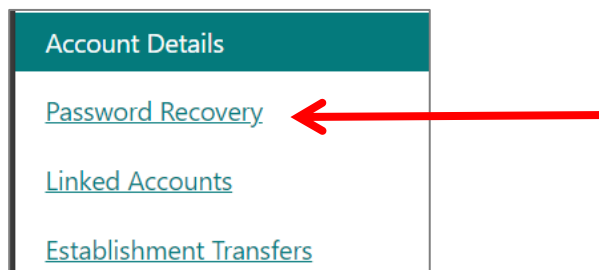 Account Details
Password Recovery
Linked Accounts
Establishment Transfers